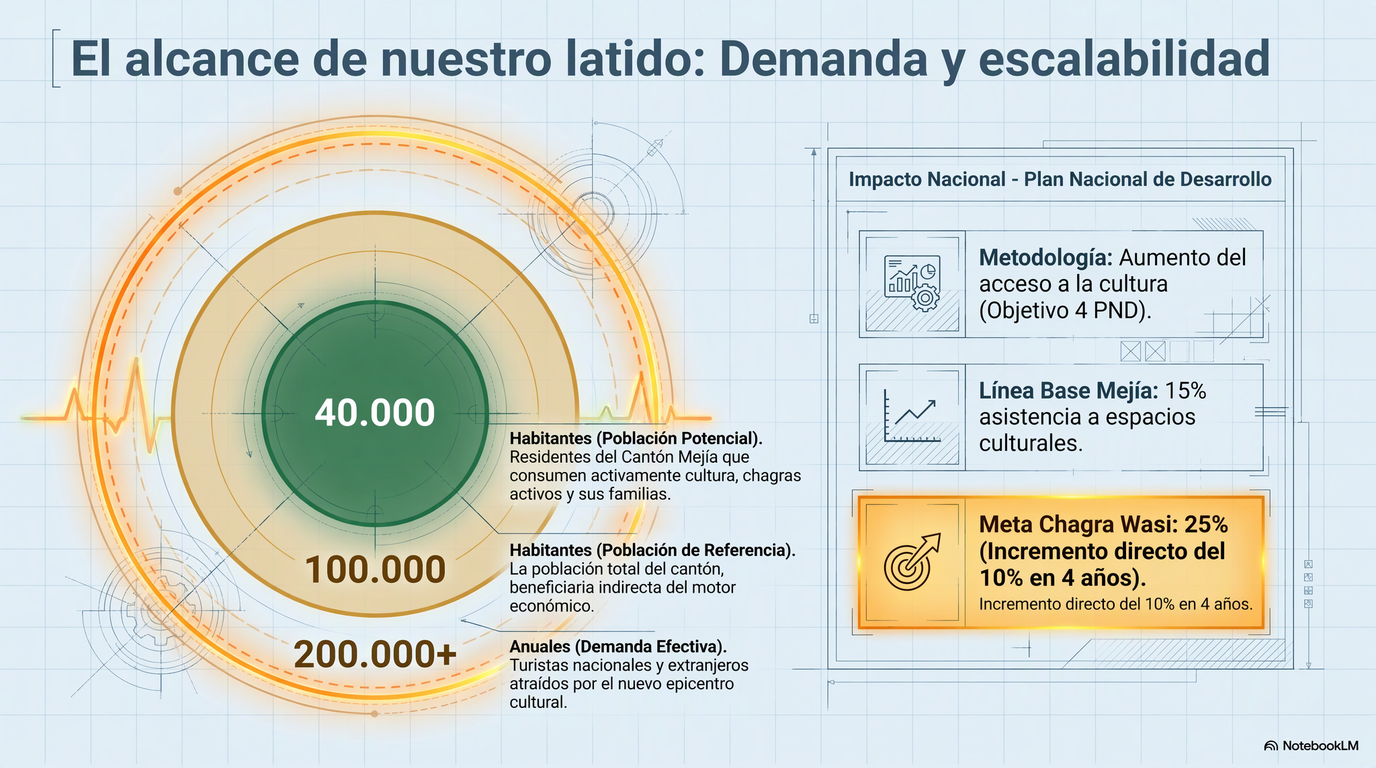 El alcance de nuestro latido: Demanda y escalabilidad
40.000
100.000
200.000+
Habitantes (Población Potencial).
Residentes del Cantón Mejía que
consumen activamente cultura, chagras
activos y sus familias.
Habitantes (Población de Referencia).
La población total del cantón,
beneficiaria indirecta del motor
económico.
Anuales (Demanda Efectiva).
Turistas nacionales y extranjeros
atraídos por el nuevo epicentro
cultural.
Impacto Nacional - Plan Nacional de Desarrollo
Metodología: Aumento del
acceso a la cultura
(Objetivo 4 PND).
Línea Base Mejía: 15%
asistencia a espacios
culturales.
Meta Chagra Wasi: 25%
(Incremento directo del
10% en 4 años).
Incremento directo del 10% en 4 años.
NotebookLM